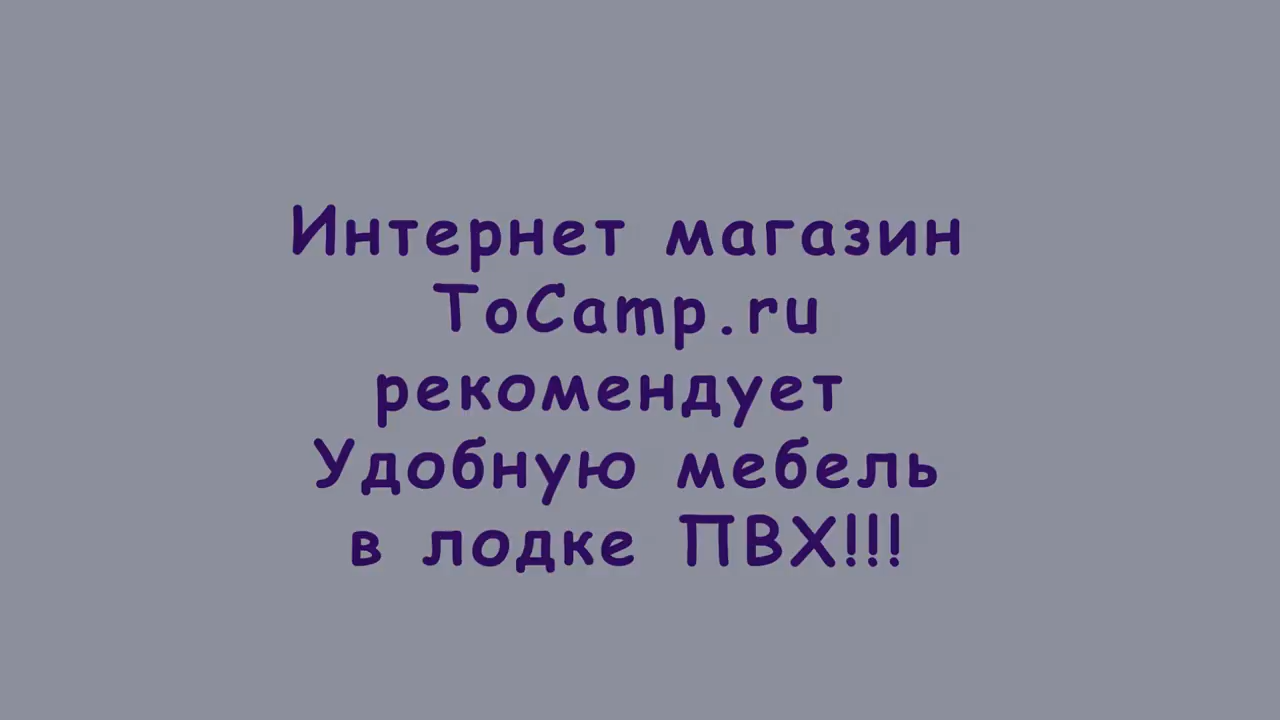 Интернет магазин
ToCamp.ru
рекомендует
Удобную мебель
в лодке ПВХ!!!